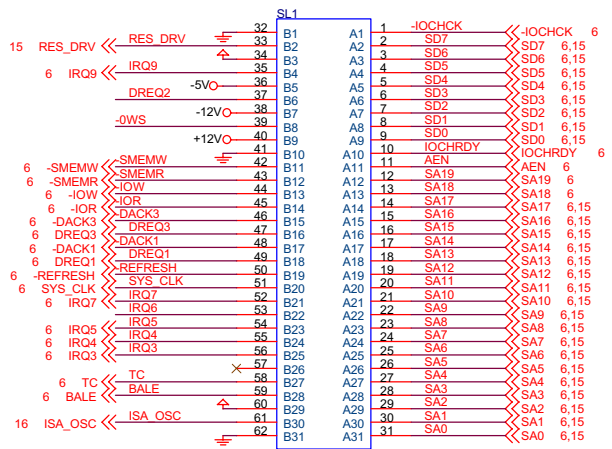 SL1
32 B1 A1 1 -IOCHCK -IOCHCK 6
15 RES_DRV RES_DRV 33 B2 A2 2 SD7 SD7 6,15
34 B3 A3 3 SD6 SD6 6,15
6 IRQ9 IRQ9 35 B4 A4 4 SD5 SD5 6,15
-5V 36 B5 A5 5 SD4 SD4 6,15
DREQ2 37 B6 A6 6 SD3 SD3 6,15
-12V 38 B7 A7 7 SD2 SD2 6,15
-0WS 39 B8 A8 8 SD1 SD1 6,15
+12V 40 B9 A9 9 SD0 SD0 6,15
41 B10 A10 10 IOCHRDY IOCHRDY 6
6 -SMEMW -SMEMW 42 B11 A11 11 AEN AEN 6
6 -SMEMR -SMEMR 43 B12 A12 12 SA19 SA19 6
6 -IOW -IOW 44 B13 A13 13 SA18 SA18 6
6 -IOR -IOR 45 B14 A14 14 SA17 SA17 6,15
6 -DACK3 -DACK3 46 B15 A15 15 SA16 SA16 6,15
6 DREQ3 DREQ3 47 B16 A16 16 SA15 SA15 6,15
6 -DACK1 -DACK1 48 B17 A17 17 SA14 SA14 6,15
6 DREQ1 DREQ1 49 B18 A18 18 SA13 SA13 6,15
6 -REFRESH -REFRESH 50 B19 A19 19 SA12 SA12 6,15
6 SYS_CLK SYS_CLK 51 B20 A20 20 SA11 SA11 6,15
6 IRQ7 IRQ7 52 B21 A21 21 SA10 SA10 6,15
IRQ6 53 B22 A22 22 SA9 SA9 6,15
6 IRQ5 IRQ5 54 B23 A23 23 SA8 SA8 6,15
6 IRQ4 IRQ4 55 B24 A24 24 SA7 SA7 6,15
6 IRQ3 IRQ3 56 B25 A25 25 SA6 SA6 6,15
57 B26 A26 26 SA5 SA5 6,15
6 TC TC 58 B27 A27 27 SA4 SA4 6,15
6 BALE BALE 59 B28 A28 28 SA3 SA3 6,15
60 B29 A29 29 SA2 SA2 6,15
16 ISA_OSC ISA_OSC 61 B30 A30 30 SA1 SA1 6,15
62 B31 A31 31 SA0 SA0 6,15